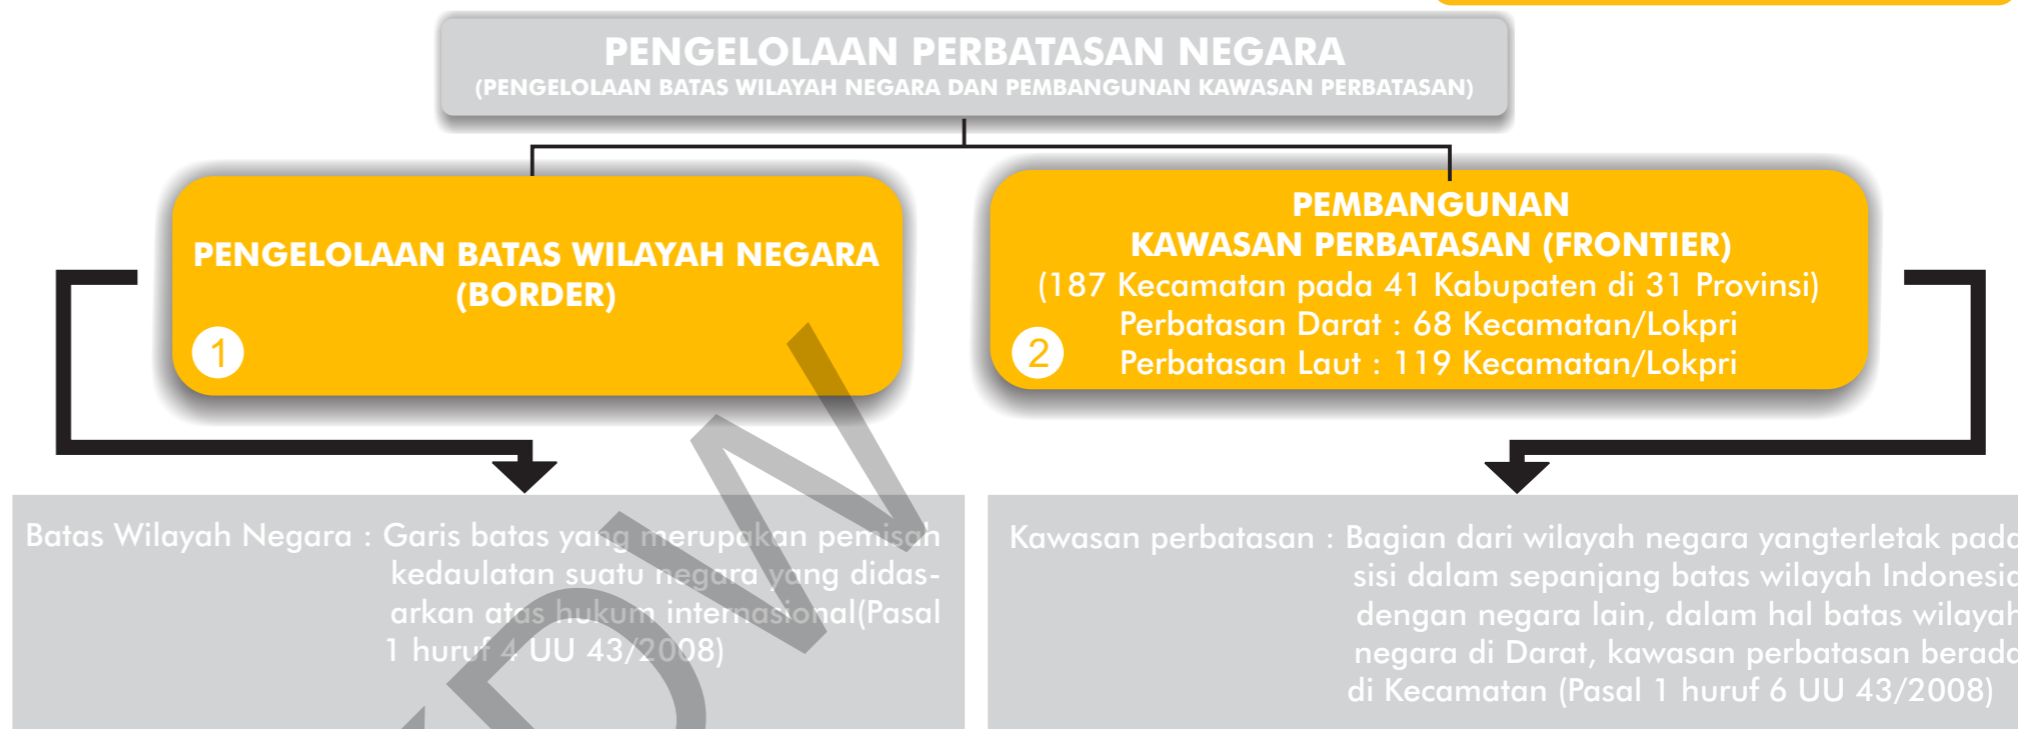 PENGELOLAAN PERBATASAN NEGARA
(PENGELOLAAN BATAS WILAYAH NEGARA DAN PEMBANGUNAN KAWASAN PERBATASAN)
PENGELOLAAN BATAS WILAYAH NEGARA
(BORDER)
1
PEMBANGUNAN
KAWASAN PERBATASAN (FRONTIER)
(187 Kecamatan pada 41 Kabupaten di 31 Provinsi)
Perbatasan Darat : 68 Kecamatan/Lokpri
Perbatasan Laut : 119 Kecamatan/Lokpri
2
Batas Wilayah Negara : Garis batas yang merupakan pemisah
kedaulatan suatu negara yang didas-
arkan atas hukum internasional(Pasal
1 huruf 4 UU 43/2008)
Kawasan perbatasan : Bagian dari wilayah negara yangterletak pada
sisi dalam sepanjang batas wilayah Indonesia
dengan negara lain, dalam hal batas wilayah
negara di Darat, kawasan perbatasan berada
di Kecamatan (Pasal 1 huruf 6 UU 43/2008)